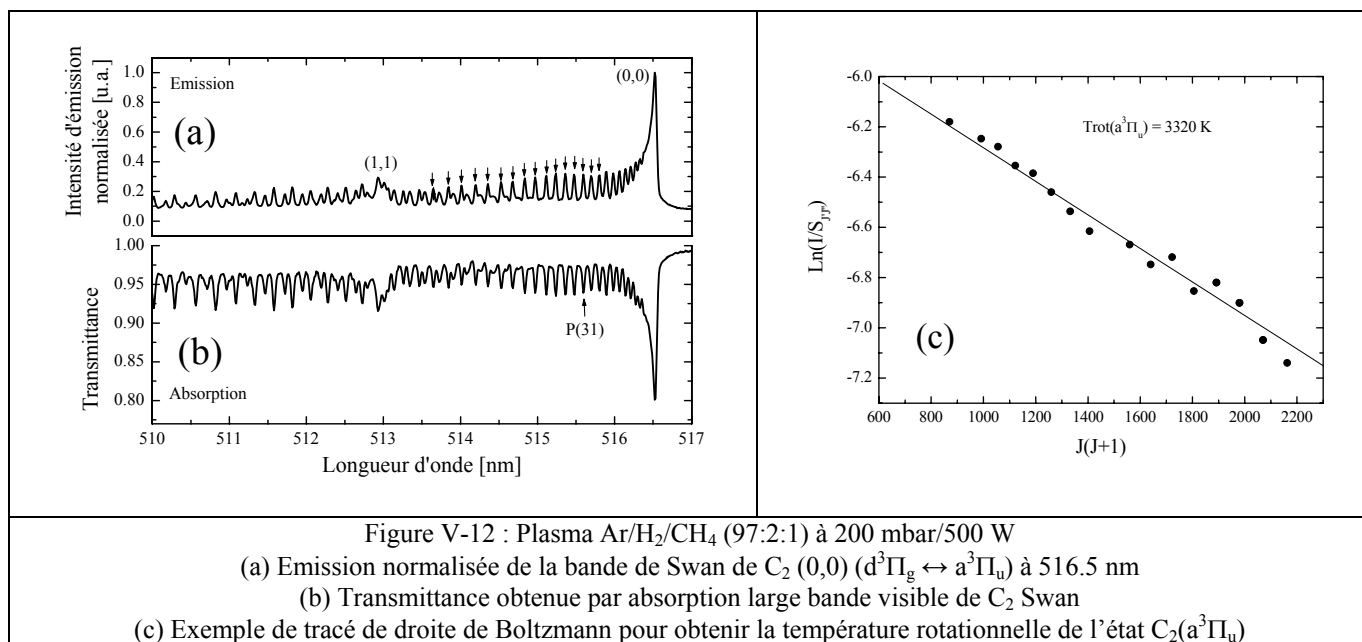 Intensité d'émission
normalisée [u.a.]
1.0
0.8
0.6
0.4
0.2
0.0
Emission
(a)
(1,1)
(0,0)
Transmittance
1.00
0.95
0.90
0.85
0.80
(b)
Absorption
P(31)
510 511 512 513 514 515 516 517
Longueur d'onde [nm]
Ln(I/S_J'J'')
-6.0
-6.2
-6.4
-6.6
-6.8
-7.0
-7.2
Trot(a³Πᵤ) = 3320 K
(c)
600 800 1000 1200 1400 1600 1800 2000 2200
J(J+1)
Figure V-12 : Plasma Ar/H₂/CH₄ (97:2:1) à 200 mbar/500 W
(a) Emission normalisée de la bande de Swan de C₂ (0,0) (d³Π_g ↔ a³Πᵤ) à 516.5 nm
(b) Transmittance obtenue par absorption large bande visible de C₂ Swan
(c) Exemple de tracé de droite de Boltzmann pour obtenir la température rotationnelle de l'état C₂(a³Πᵤ)